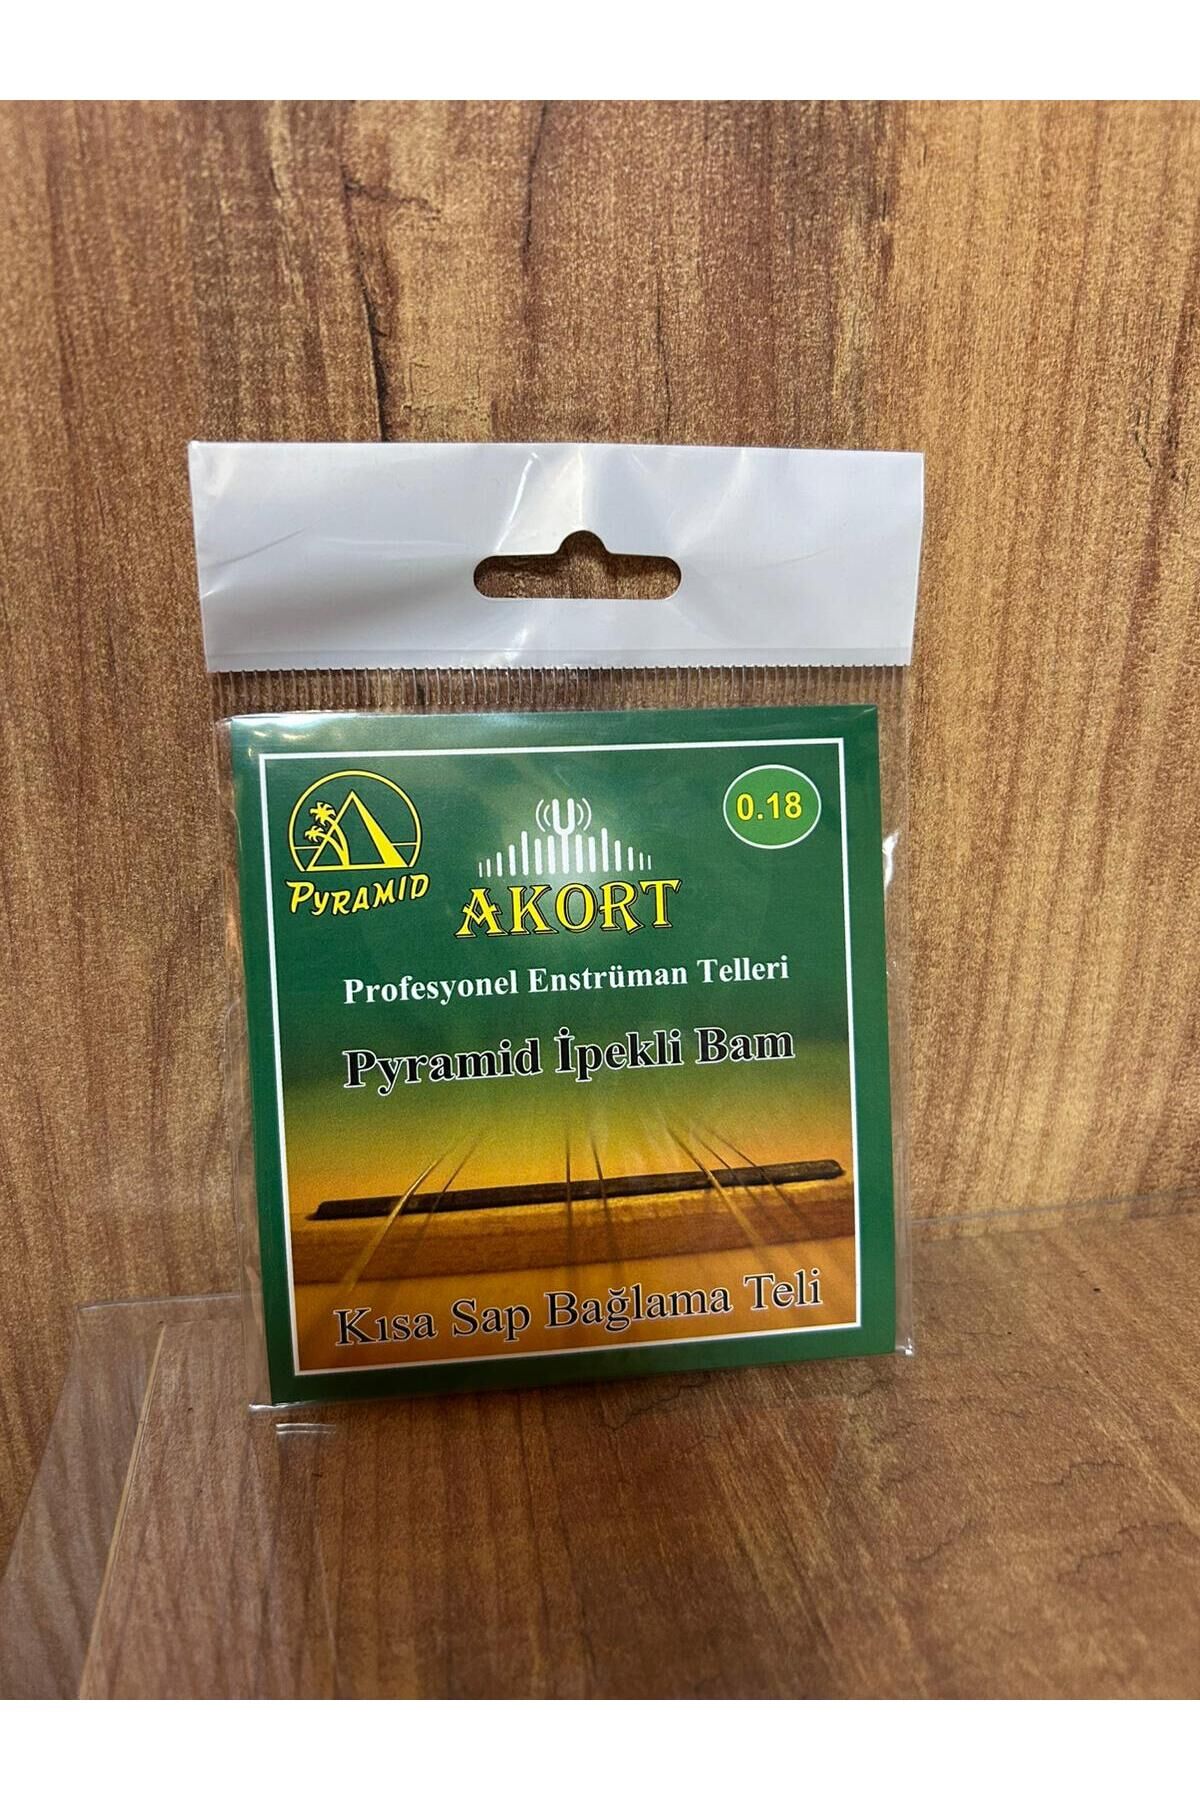 PYRAMID
AKORT
0.18
Profesyonel Enstrüman Telleri
Pyramid İpekli Bam
Kısa Sap Bağlama Teli